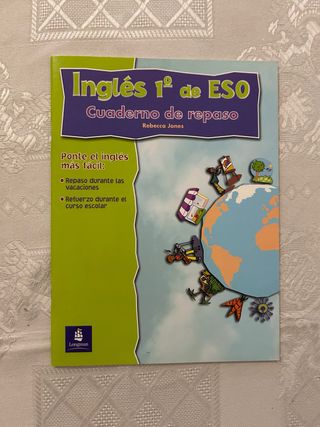 Inglés 1º de ESO
Cuaderno de repaso
Rebecca Jones
Ponte el inglés
más fácil:
• Repaso durante las
vacaciones
• Refuerzo durante el
curso escolar
Longman